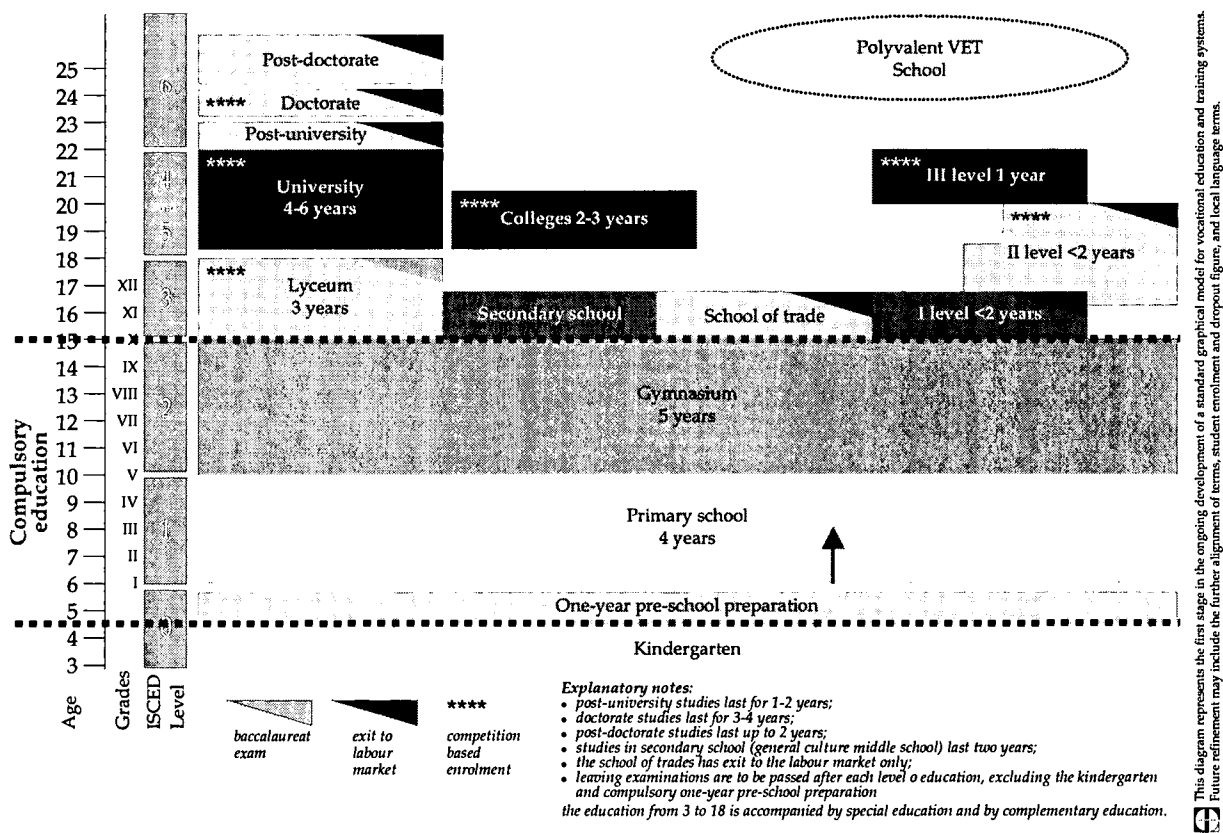 Polyvalent VET
School
25
24
23
22
21
20
19
18
17
16
15
14
13
12
11
10
9
8
7
6
5
4
3
Age
Compulsory
education
XII
XI
X
IX
VIII
VII
VI
V
IV
III
II
I
Grades
6
4
5
3
2
1
ISCED
Level
Post-doctorate
**** Doctorate
Post-university
****
University
4-6 years
**** Colleges 2-3 years
**** III level 1 year
****
II level <2 years
****
Lyceum
3 years
Secondary school
School of trade
I level <2 years
Gymnasium
5 years
Primary school
4 years
One-year pre-school preparation
Kindergarten
baccalaureat
exam
exit to
labour
market
****
competition
based
enrolment
Explanatory notes:
• post-university studies last for 1-2 years;
• doctorate studies last for 3-4 years;
• post-doctorate studies last up to 2 years;
• studies in secondary school (general culture middle school) last two years;
• the school of trades has exit to the labour market only;
• leaving examinations are to be passed after each level o education, excluding the kindergarten
and compulsory one-year pre-school preparation
the education from 3 to 18 is accompanied by special education and by complementary education.
This diagram represents the first stage in the ongoing development of a standard graphical model for vocational education and training systems.
Future refinement may include the further alignment of terms, student enrolment and dropout figure, and local language terms.